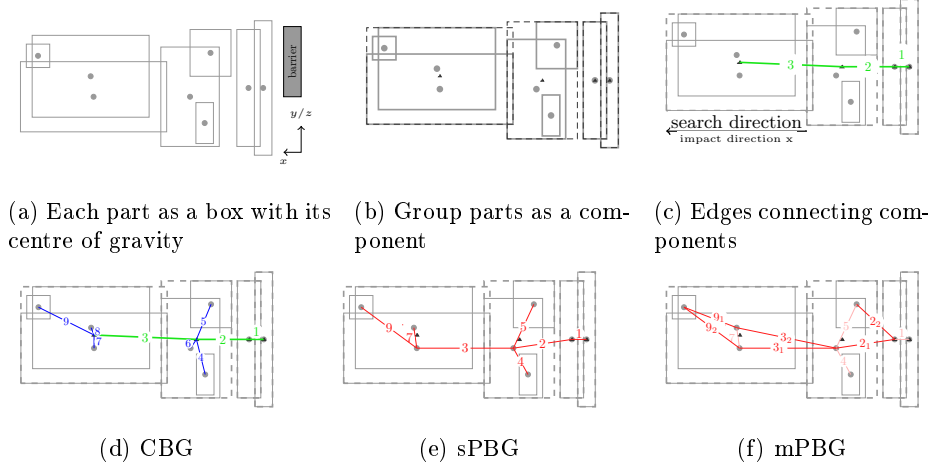 barrier
y/z
x
1
2
3
search direction
impact direction x
(a) Each part as a box with its
centre of gravity
(b) Group parts as a com-
ponent
(c) Edges connecting com-
ponents
9
8
7
3
5
6
4
2
1
9
7
3
5
4
2
1
9₁
9₂
7
3₂
3₁
5
4
2₂
2₁
1
(d) CBG
(e) sPBG
(f) mPBG